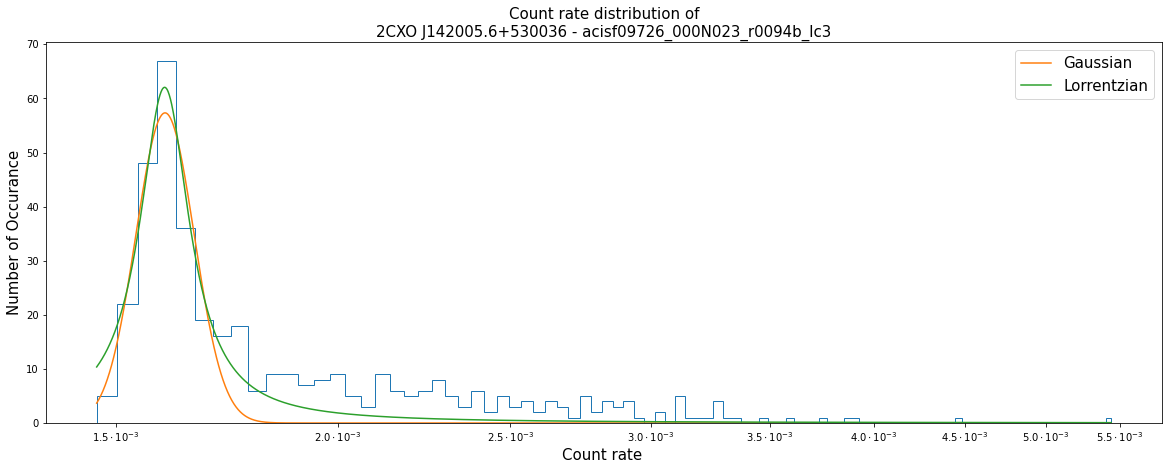 Count rate distribution of
2CXO J142005.6+530036 - acisf09726_000N023_r0094b_lc3
Gaussian
Lorrentzian
Number of Occurance
70
60
50
40
30
20
10
0
1.5·10⁻³ 2.0·10⁻³ 2.5·10⁻³ 3.0·10⁻³ 3.5·10⁻³ 4.0·10⁻³ 4.5·10⁻³ 5.0·10⁻³ 5.5·10⁻³
Count rate